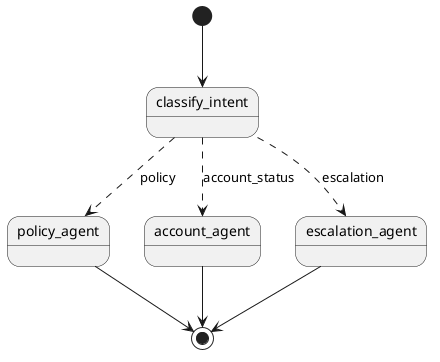 classify_intent
policy
account_status
escalation
policy_agent
account_agent
escalation_agent